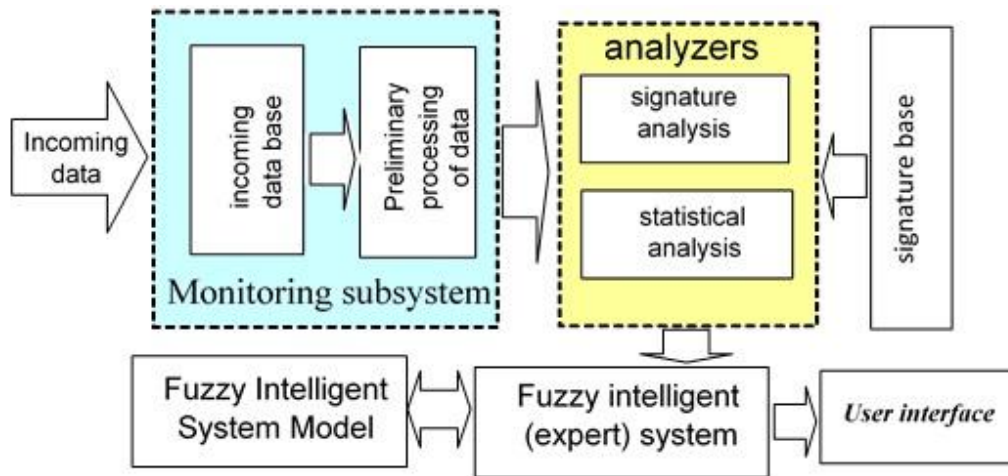 Incoming
data
incoming
data base
Preliminary
processing
of data
Monitoring subsystem
analyzers
signature
analysis
statistical
analysis
signature base
Fuzzy Intelligent
System Model
Fuzzy intelligent
(expert) system
User interface